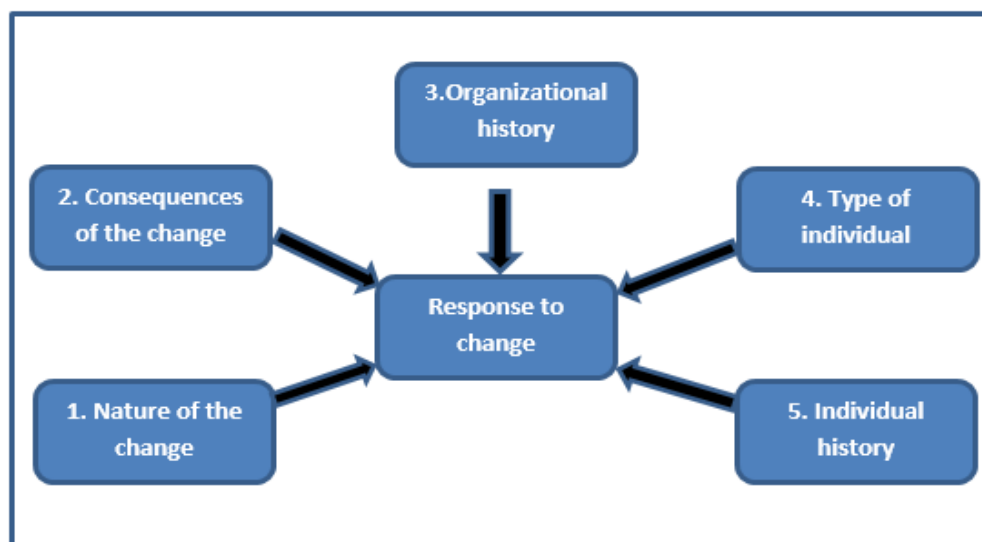 3.Organizational
history
2. Consequences
of the change
4. Type of
individual
Response to
change
1. Nature of the
change
5. Individual
history